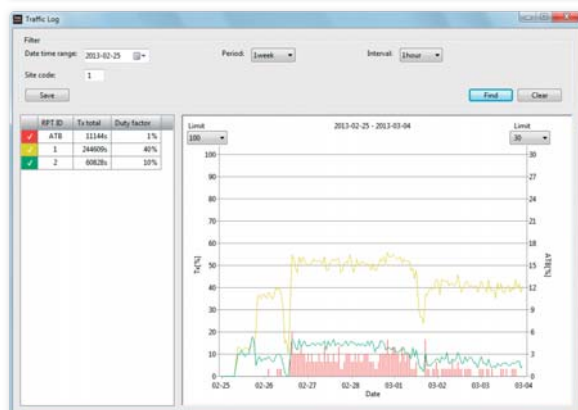 Traffic Log
Filter
Date time range: 2013-02-25 Period: 1week Interval: 1hour
Site code: 1
Save Find Clear
RPT ID Tx total Duty factor
ATB 11144s 1%
1 244609s 40%
2 60828s 10%
Limit 2013-02-25 - 2013-03-04 Limit
100 30
100 30
90 27
80 24
70 21
60 18
50 15
40 12
30 9
20 6
10 3
0 0
Tx[%]
ATB[%]
02-25 02-26 02-27 02-28 03-01 03-02 03-03 03-04
Date